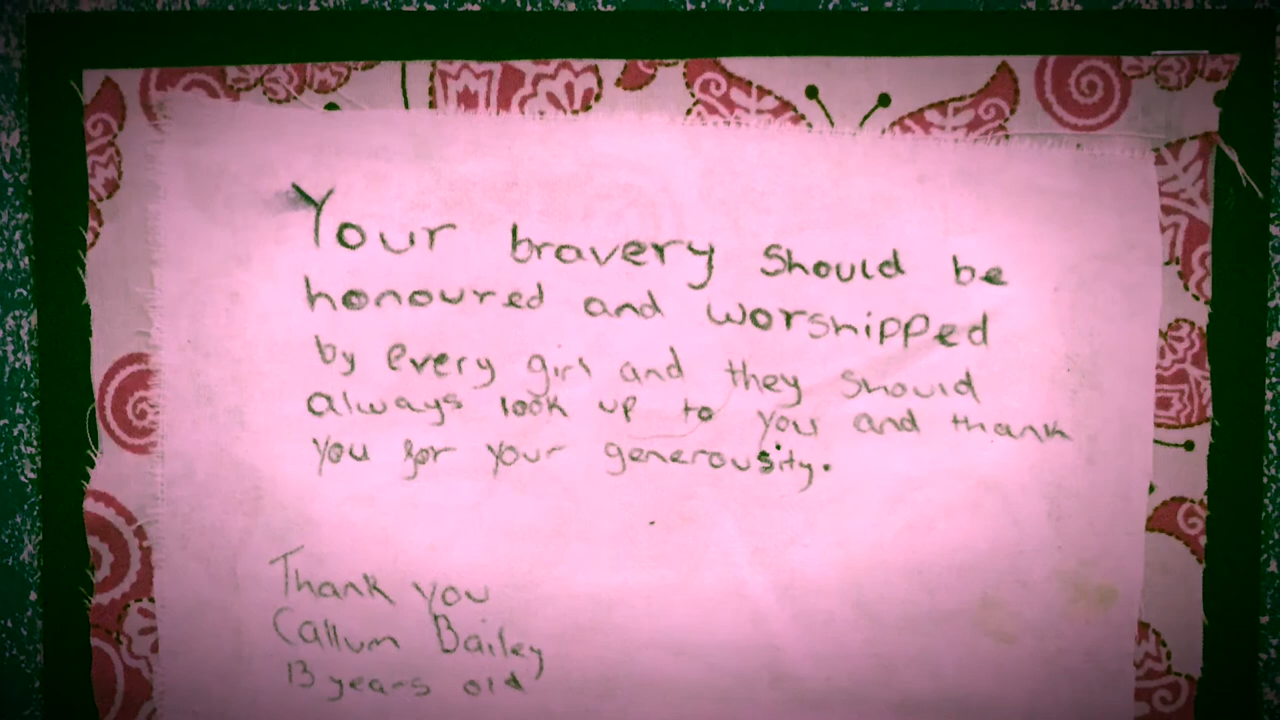 Your bravery should be
honoured and worshipped
by every girl and they should
always look up to you and thank
you for your generousity.
Thank you
Callum Bailey
13 years old